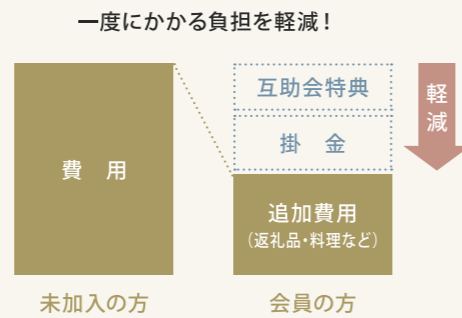 一度にかかる負担を軽減！
費　用
互助会特典
掛　金
追加費用
（返礼品・料理など）
軽減
未加入の方
会員の方